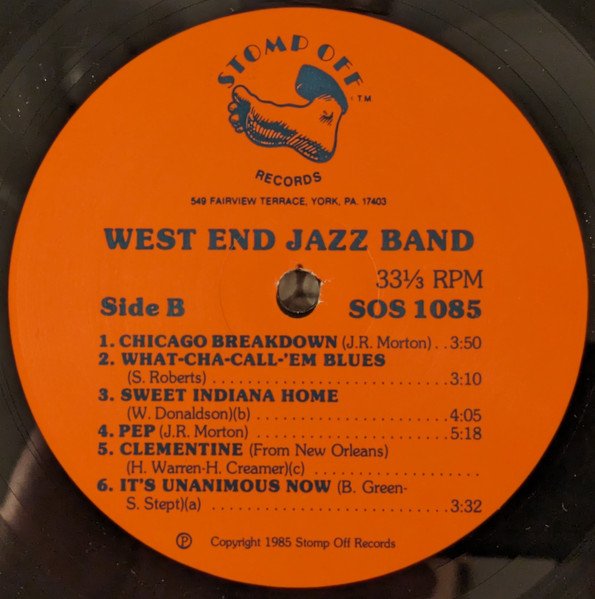 STOMP OFF
TM
RECORDS
549 FAIRVIEW TERRACE, YORK, PA. 17403
WEST END JAZZ BAND
33⅓ RPM
Side B SOS 1085
1. CHICAGO BREAKDOWN (J.R. Morton) . . 3:50
2. WHAT-CHA-CALL-'EM BLUES
(S. Roberts) . . . . . . . . . . . . . . . . . . . . . . . . . . . . 3:10
3. SWEET INDIANA HOME
(W. Donaldson)(b) . . . . . . . . . . . . . . . . . . . . . . 4:05
4. PEP (J.R. Morton) . . . . . . . . . . . . . . . . . . . . . . . 5:18
5. CLEMENTINE (From New Orleans)
(H. Warren-H. Creamer)(c) . . . . . . . . . . . . . . . . . .
6. IT'S UNANIMOUS NOW (B. Green-
S. Stept)(a) . . . . . . . . . . . . . . . . . . . . . . . . . . . . 3:32
Ⓟ Copyright 1985 Stomp Off Records